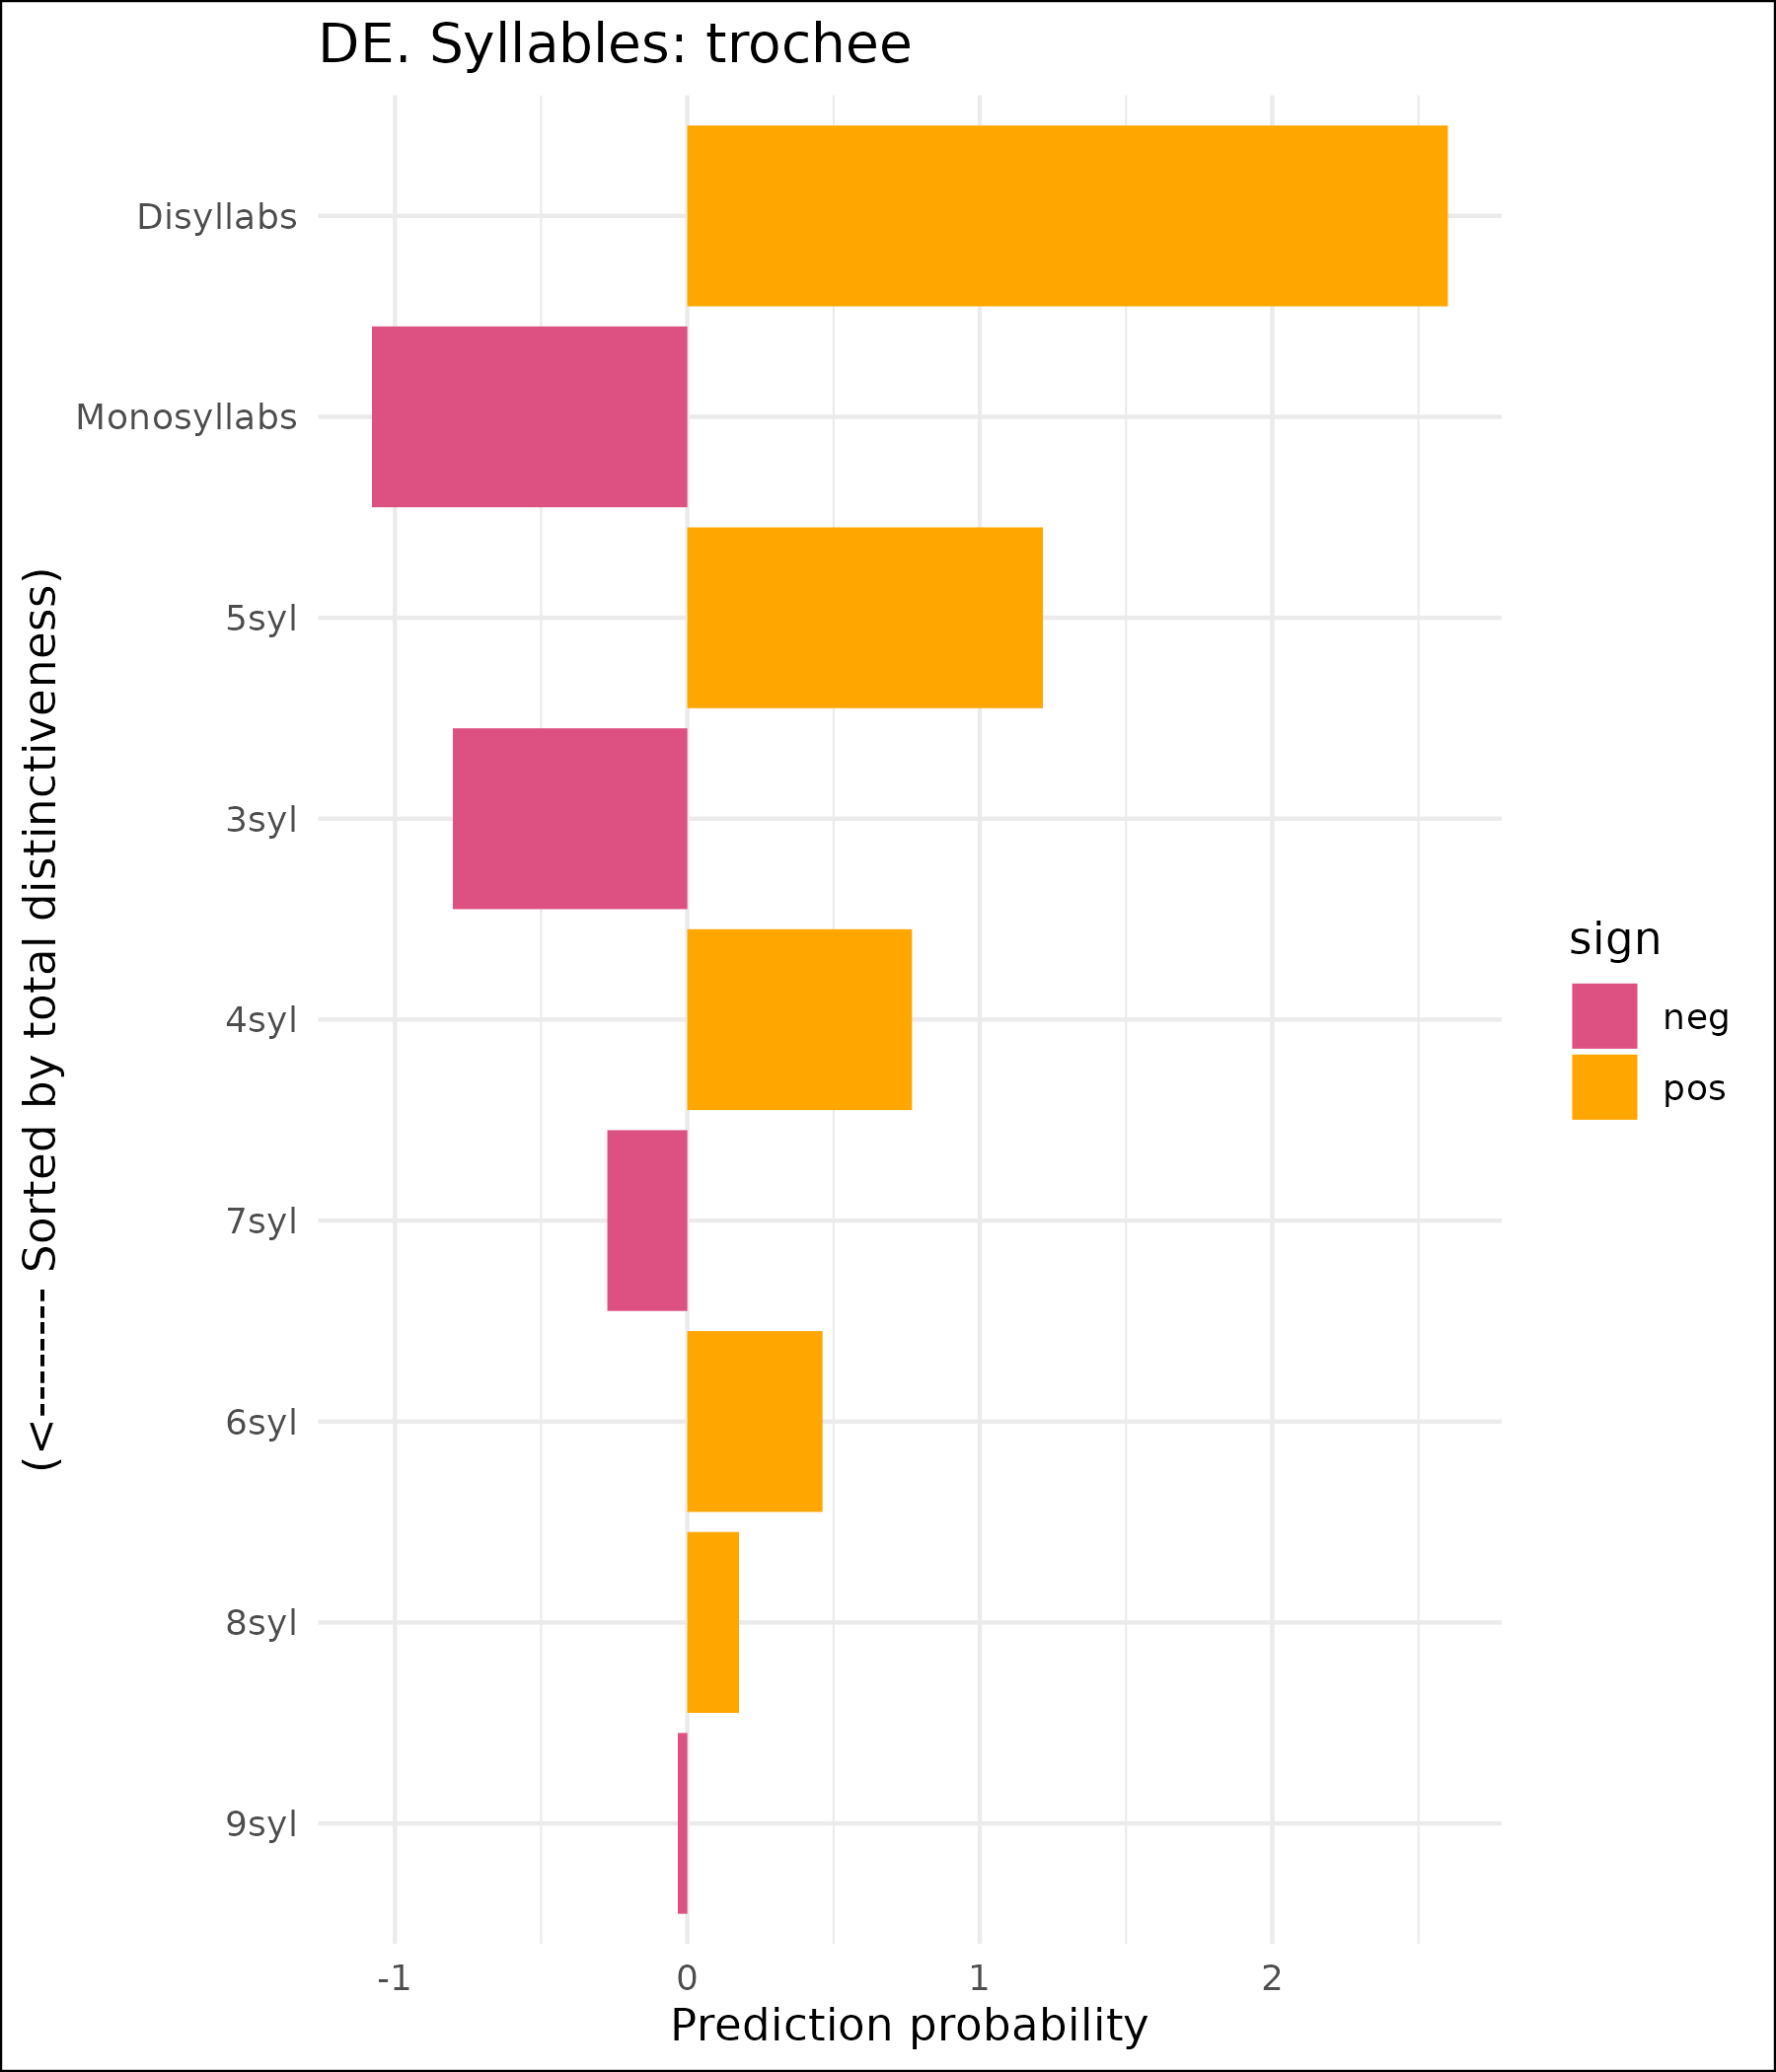 DE. Syllables: trochee
(<-------- Sorted by total distinctiveness)
Disyllabs
Monosyllabs
5syl
3syl
4syl
7syl
6syl
8syl
9syl
-1 0 1 2
Prediction probability
sign
neg
pos